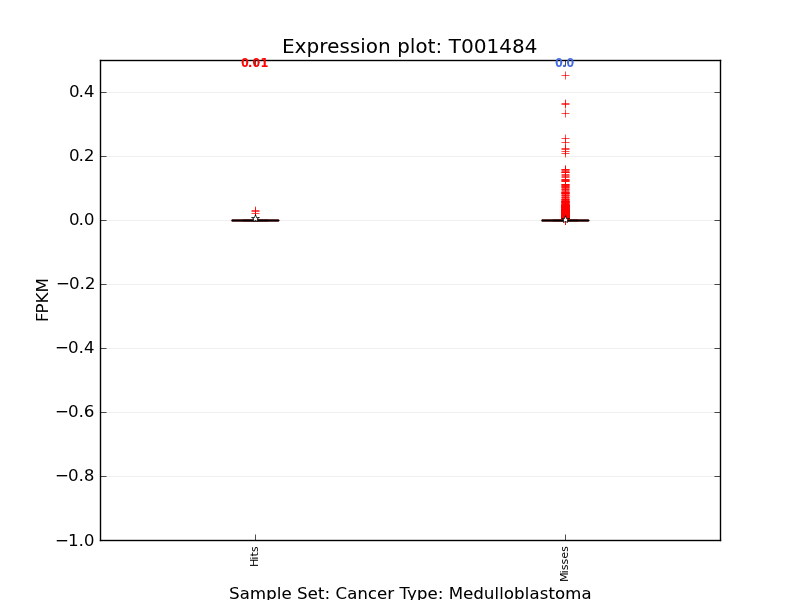 Expression plot: T001484
0.01
0.0
0.4
0.2
0.0
−0.2
−0.4
−0.6
−0.8
−1.0
FPKM
Hits
Misses
Sample Set: Cancer Type: Medulloblastoma